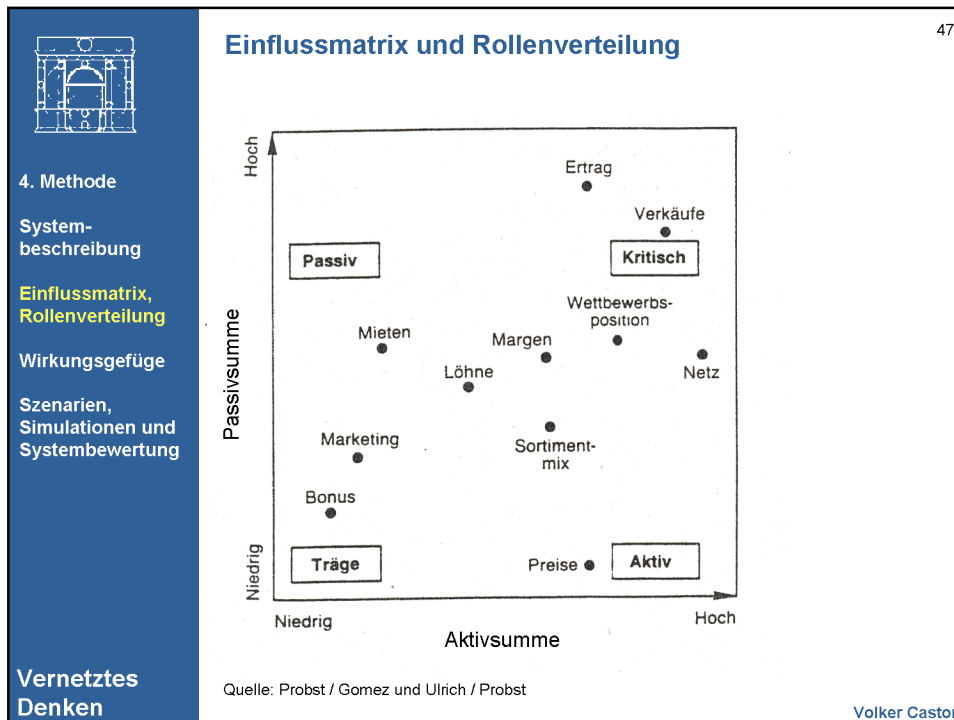 Einflussmatrix und Rollenverteilung
47
4. Methode
System-
beschreibung
Einflussmatrix,
Rollenverteilung
Wirkungsgefüge
Szenarien,
Simulationen und
Systembewertung
Vernetztes
Denken
Hoch
Passivsumme
Niedrig
Ertrag
Verkäufe
Passiv
Kritisch
Wettbewerbs-
position
Mieten
Margen
Löhne
Netz
Marketing
Sortiment-
mix
Bonus
Träge
Preise
Aktiv
Niedrig
Hoch
Aktivsumme
Quelle: Probst / Gomez und Ulrich / Probst
Volker Castor